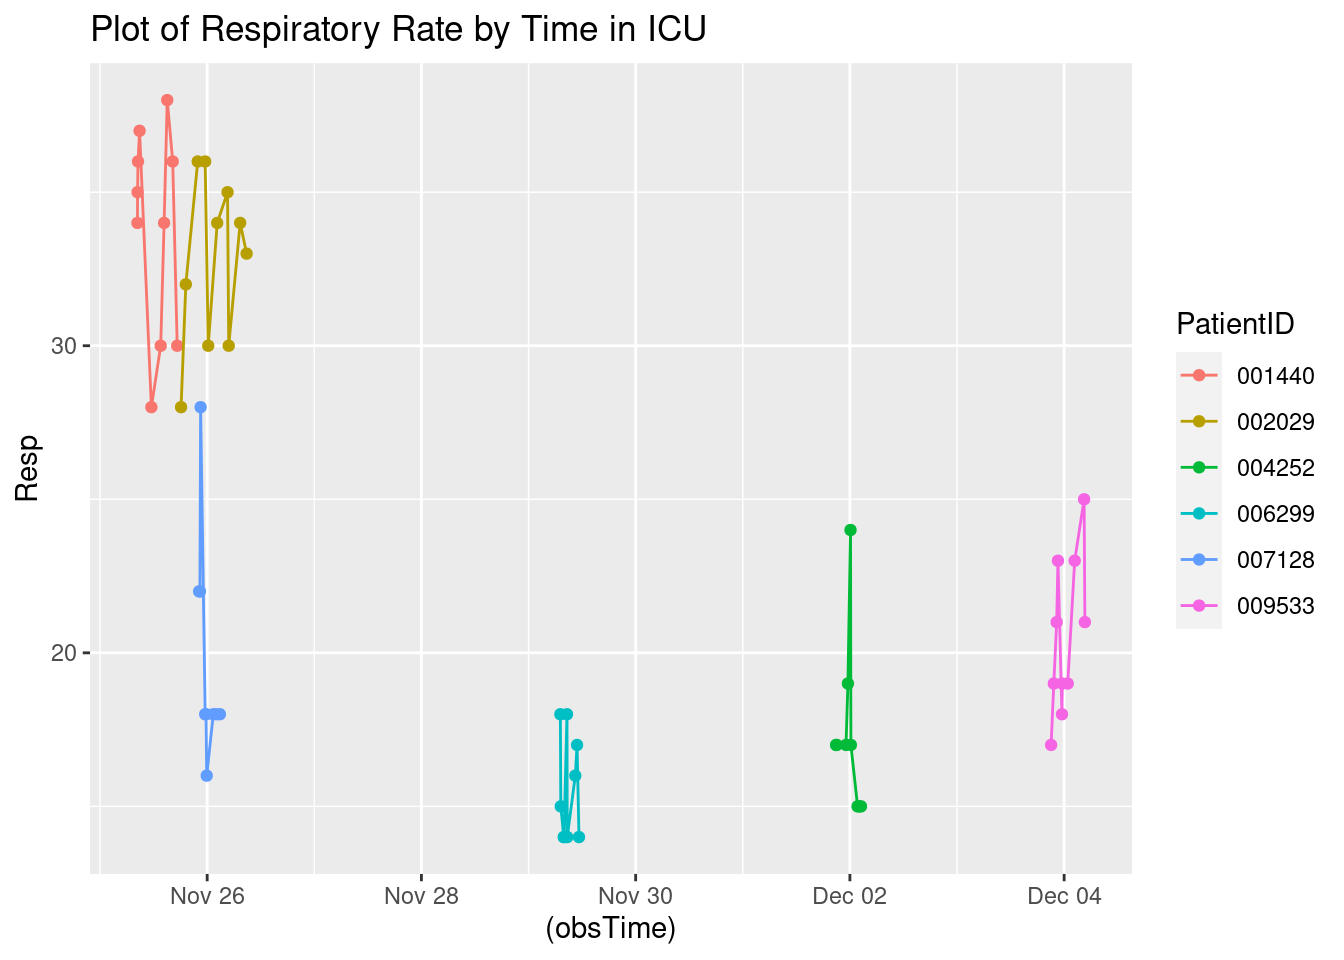 Plot of Respiratory Rate by Time in ICU
30
20
Resp
Nov 26
Nov 28
Nov 30
Dec 02
Dec 04
(obsTime)
PatientID
001440
002029
004252
006299
007128
009533